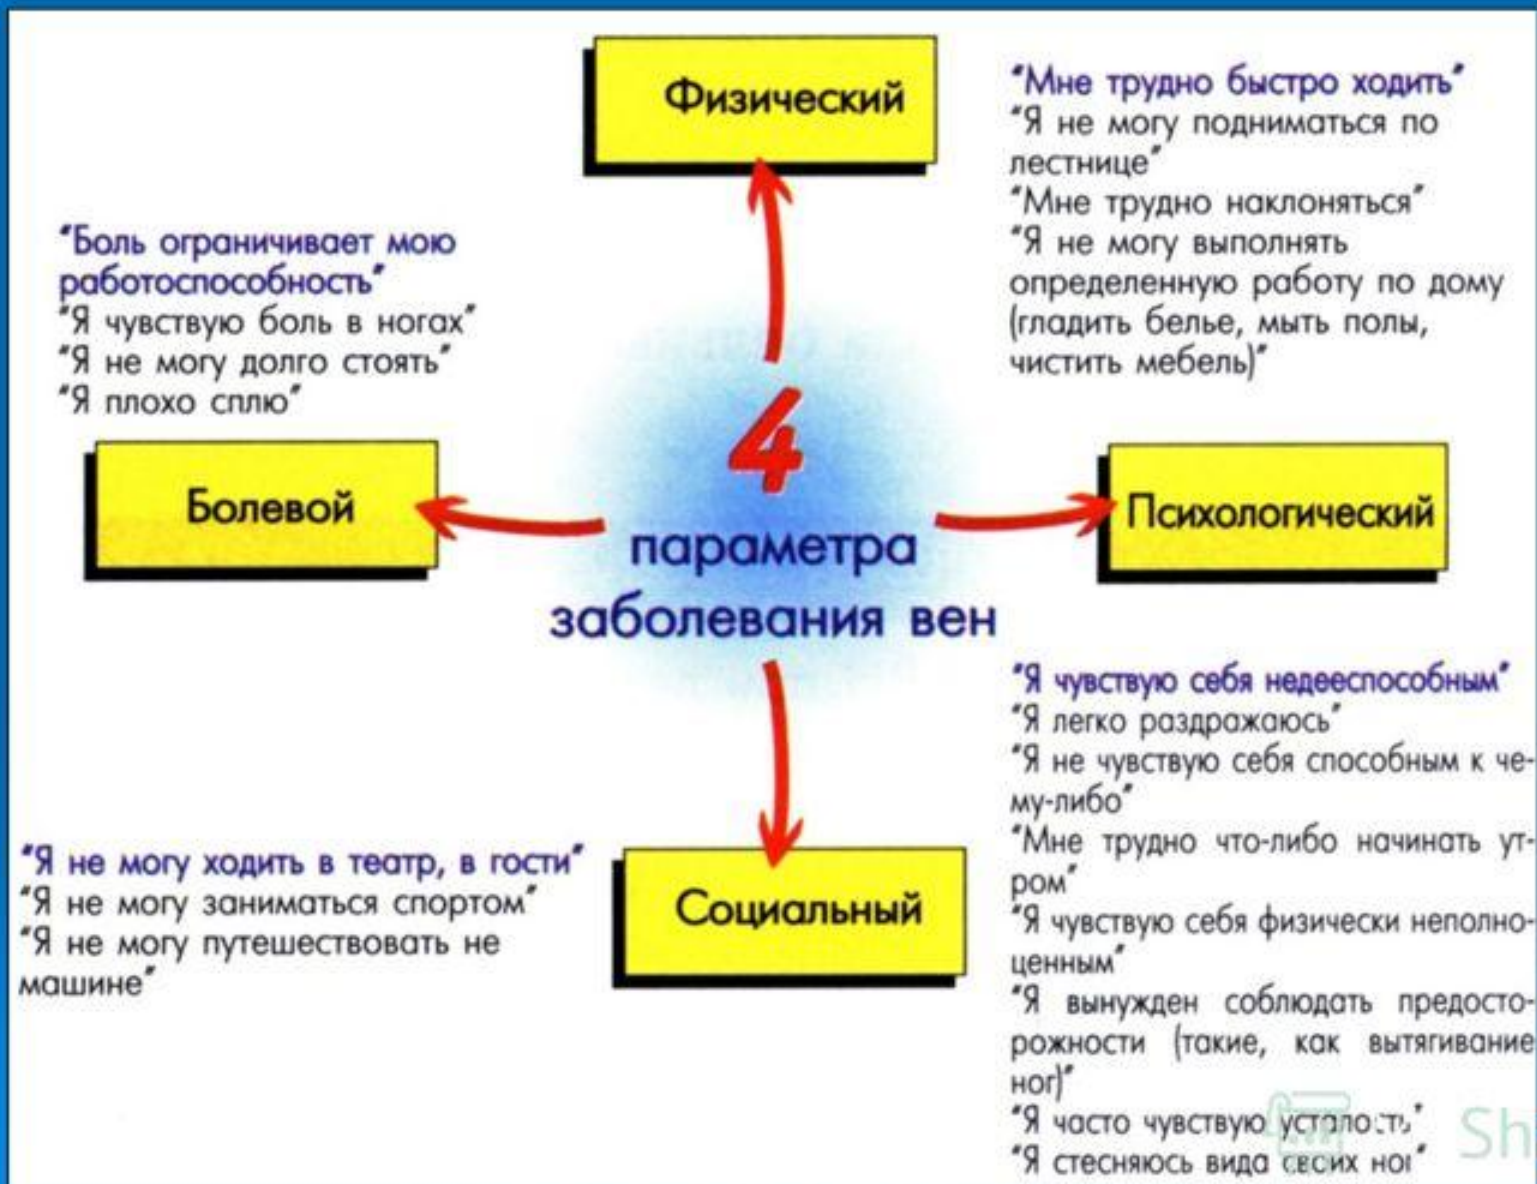 Физический
"Мне трудно быстро ходить"
"Я не могу подниматься по
лестнице"
"Мне трудно наклоняться"
"Я не могу выполнять
определенную работу по дому
(гладить белье, мыть полы,
чистить мебель)"
"Боль ограничивает мою
работоспособность"
"Я чувствую боль в ногах"
"Я не могу долго стоять"
"Я плохо сплю"
Болевой
4
параметра
заболевания вен
Психологический
"Я чувствую себя недееспособным"
"Я легко раздражаюсь"
"Я не чувствую себя способным к че-
му-либо"
"Мне трудно что-либо начинать ут-
ром"
"Я чувствую себя физически неполно-
ценным"
"Я вынужден соблюдать предосто-
рожности (такие, как вытягивание
ног)"
"Я часто чувствую усталость"
"Я стесняюсь вида своих ног"
"Я не могу ходить в театр, в гости"
"Я не могу заниматься спортом"
"Я не могу путешествовать не
машине"
Социальный
Sh